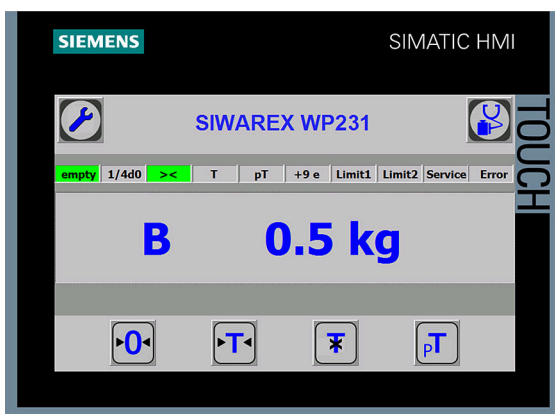 SIEMENS
SIMATIC HMI
TOUCH
SIWAREX WP231
empty 1/4d0 >< T pT +9 e Limit1 Limit2 Service Error
B 0.5 kg
0 T T pT